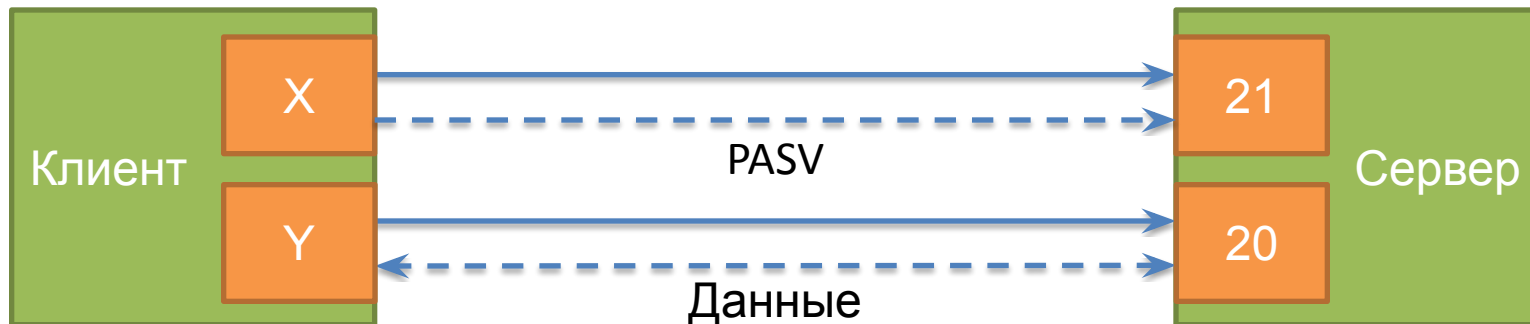 X
21
PASV
Клиент
Сервер
Y
20
Данные